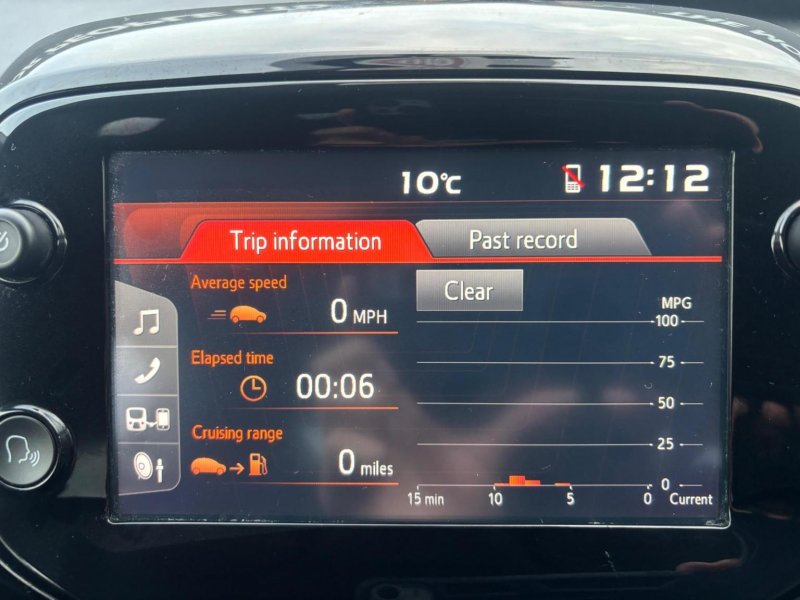 10°C
12:12
Trip information
Past record
Average speed
0 MPH
Clear
MPG
100
75
50
25
0
Elapsed time
00:06
Cruising range
0 miles
15 min 10 5 0 Current